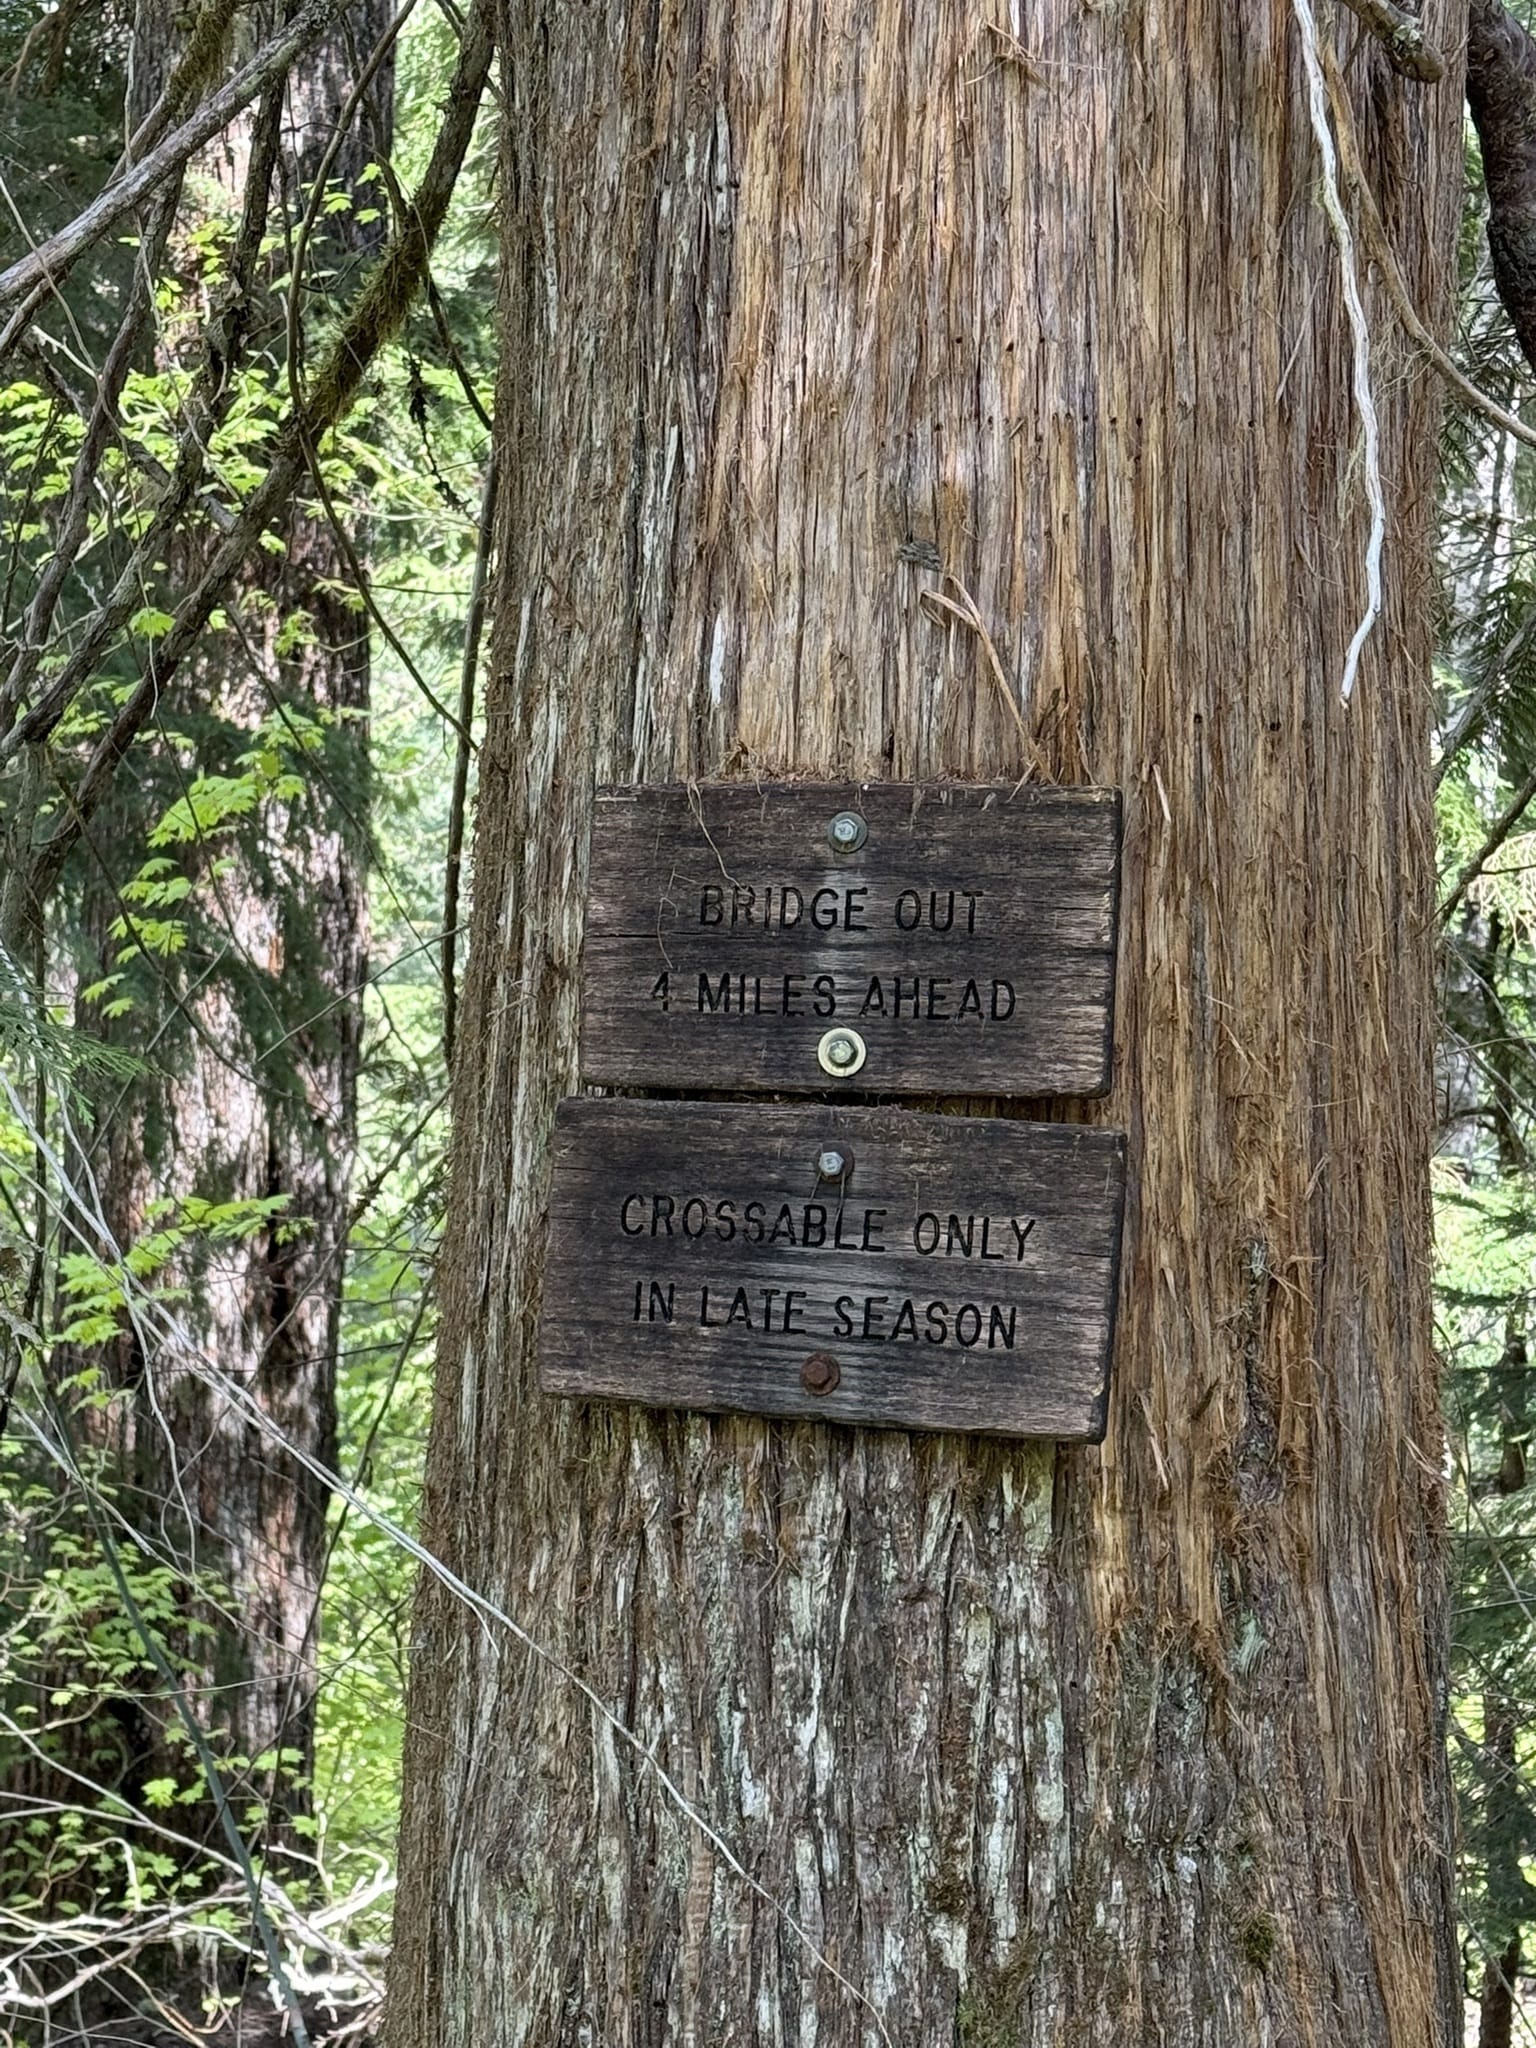 BRIDGE OUT
4 MILES AHEAD
CROSSABLE ONLY
IN LATE SEASON